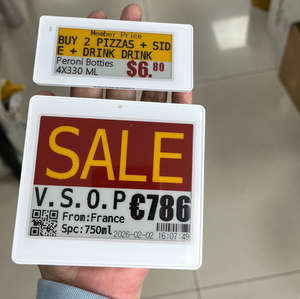 Member Price
BUY 2 PIZZAS + SID
E + DRINK DRINK
Peroni Botties
4X330 ML
$6.80
SALE
V.S.O.P €786
From:France
Spc:750ml
2026-02-02 16:07:49